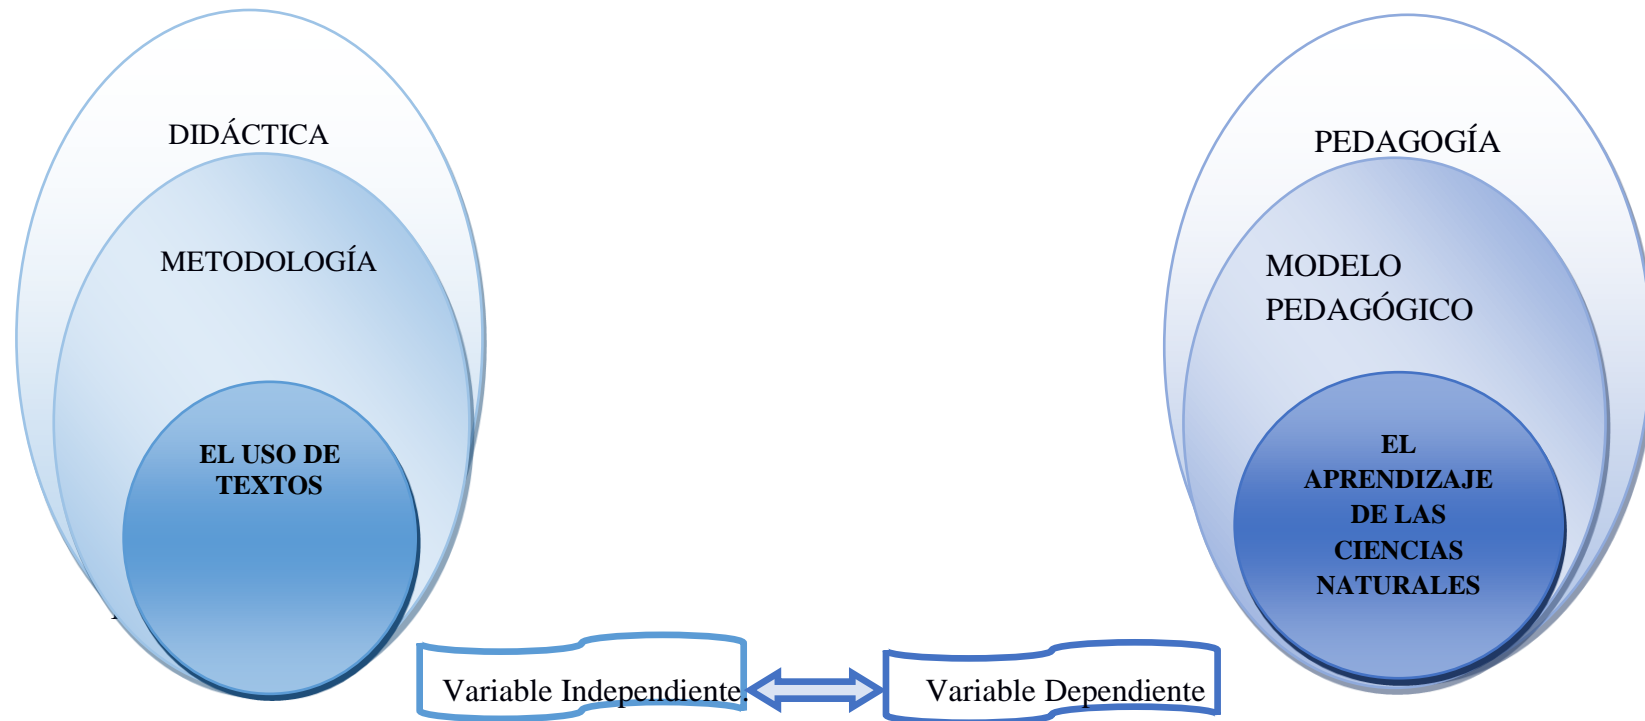 DIDÁCTICA
METODOLOGÍA
EL USO DE
TEXTOS
PEDAGOGÍA
MODELO
PEDAGÓGICO
EL
APRENDIZAJE
DE LAS
CIENCIAS
NATURALES
Variable Independiente.
Variable Dependiente